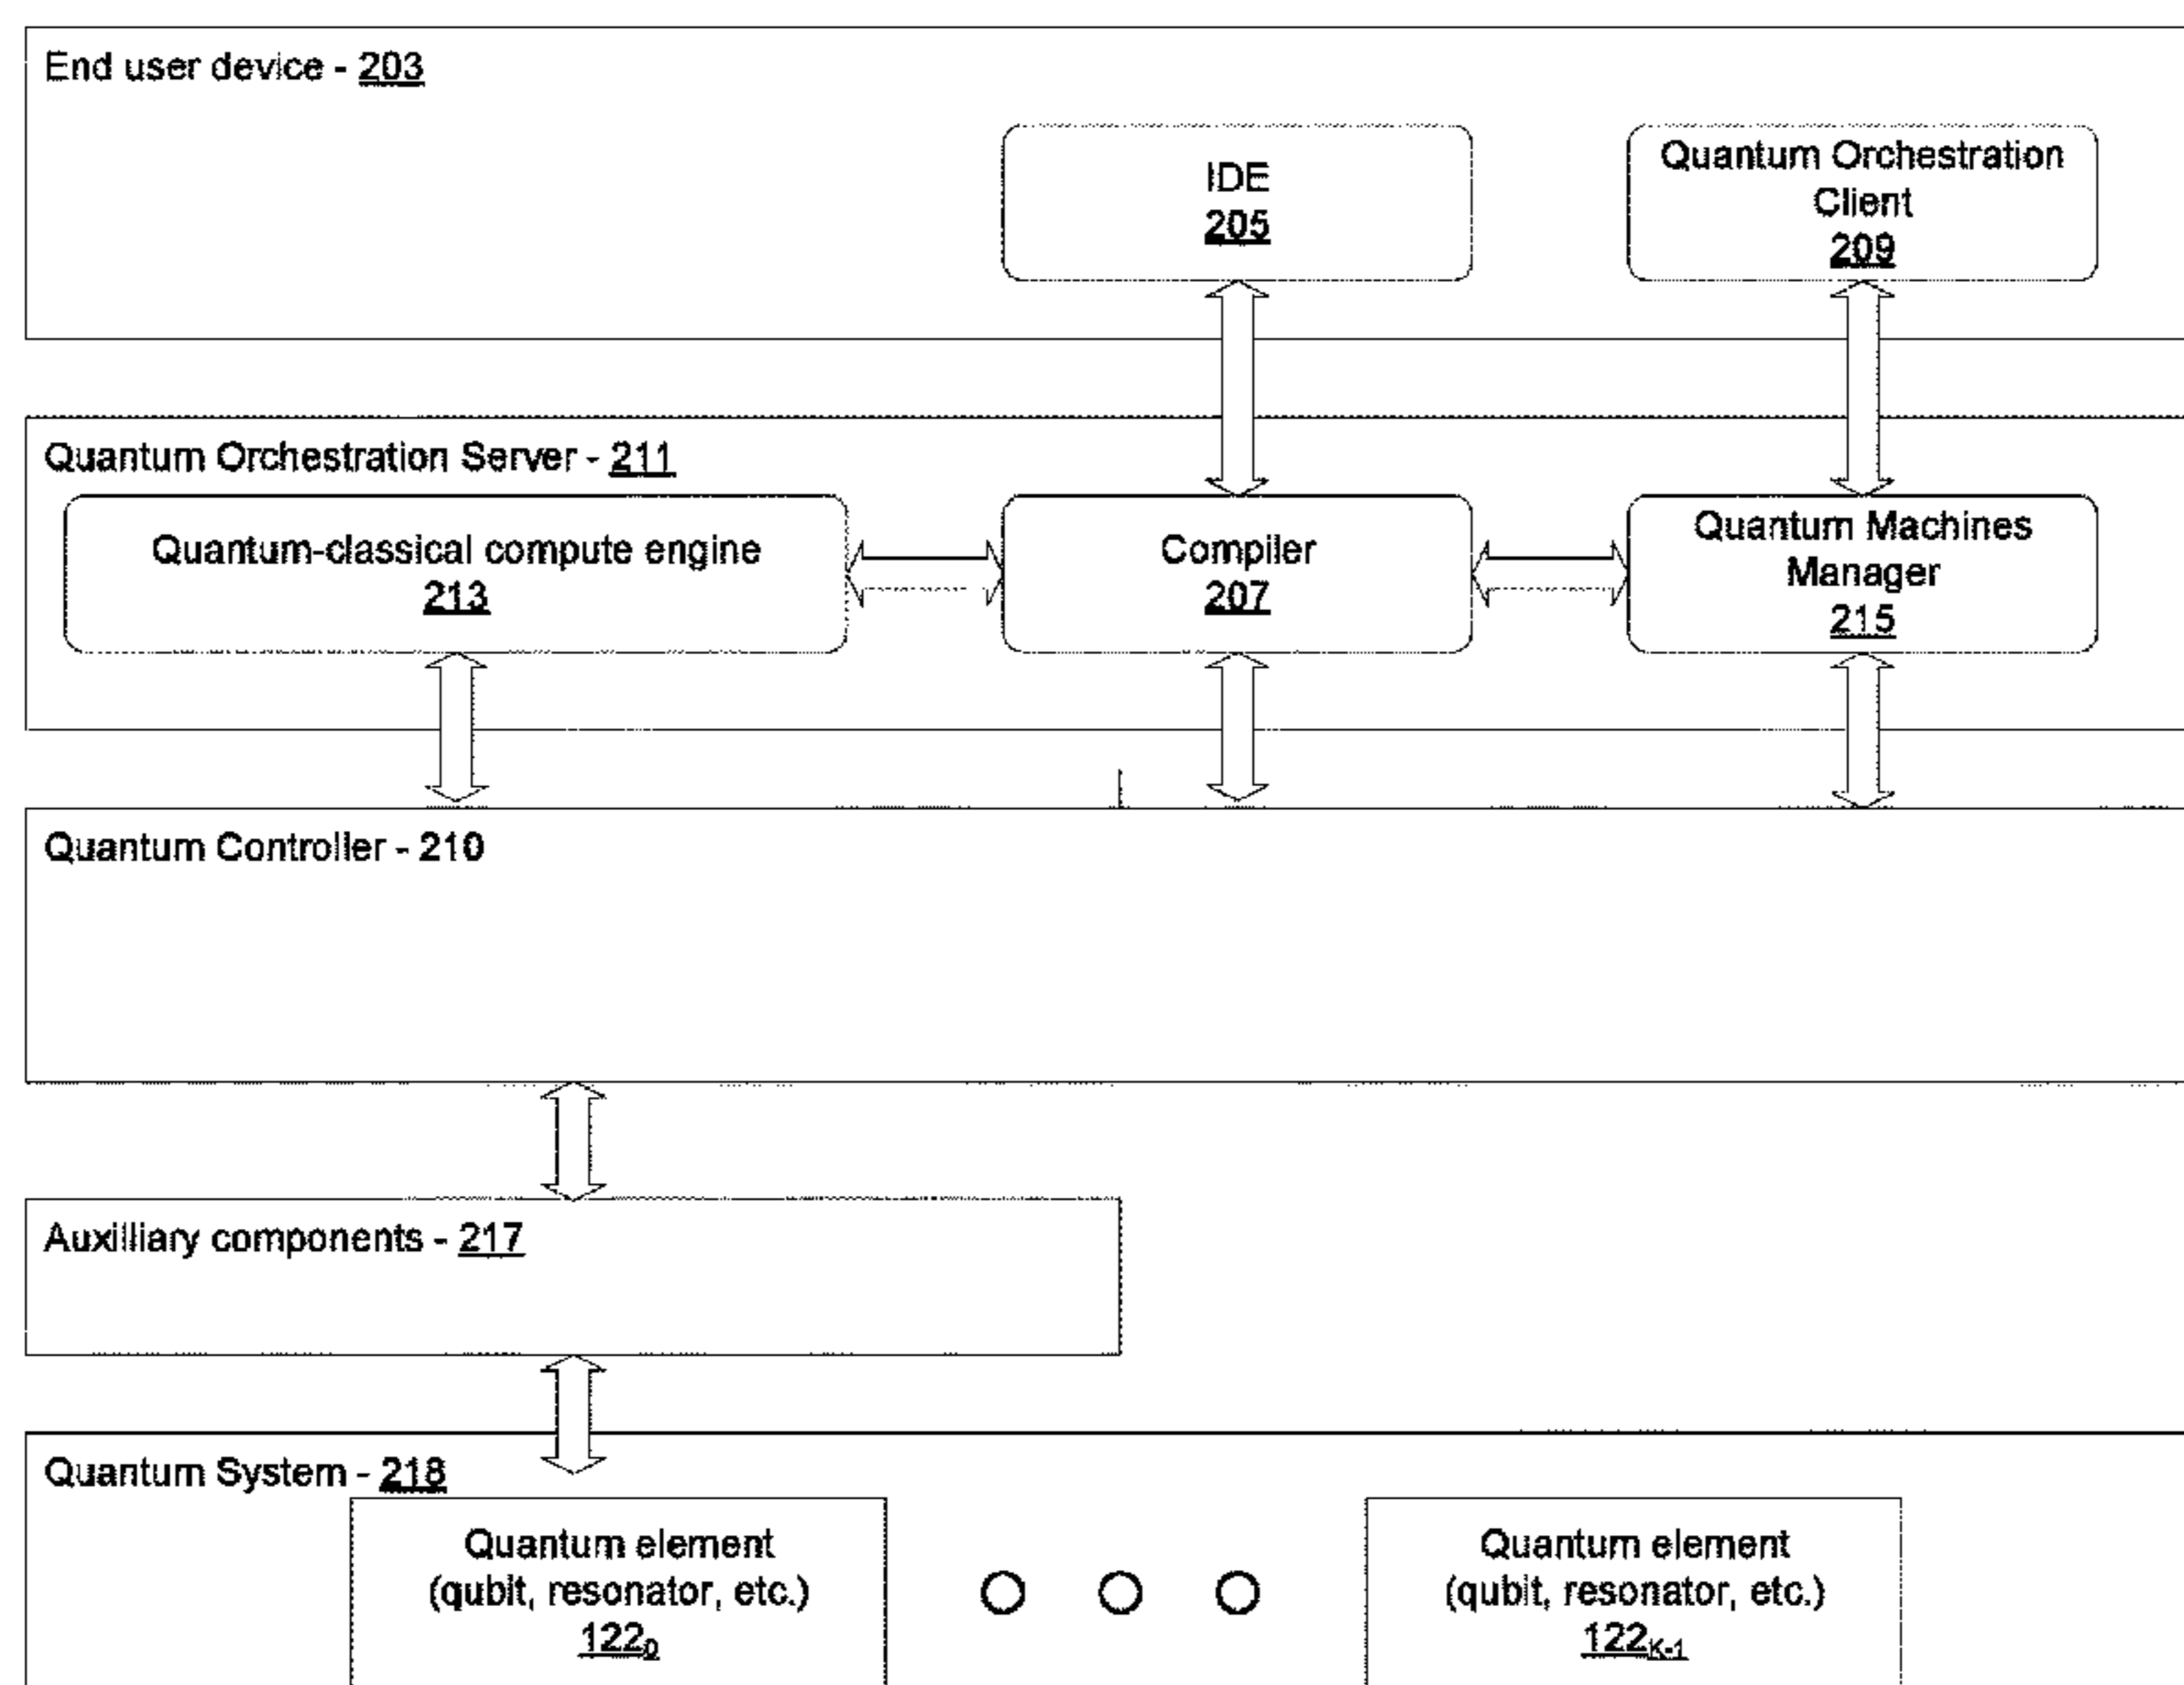 End user device - 203
IDE
205
Quantum Orchestration
Client
209
Quantum Orchestration Server - 211
Quantum-classical compute engine
213
Compiler
207
Quantum Machines
Manager
215
Quantum Controller - 210
Auxilliary components - 217
Quantum System - 218
Quantum element
(qubit, resonator, etc.)
122₀
Quantum element
(qubit, resonator, etc.)
122K-1